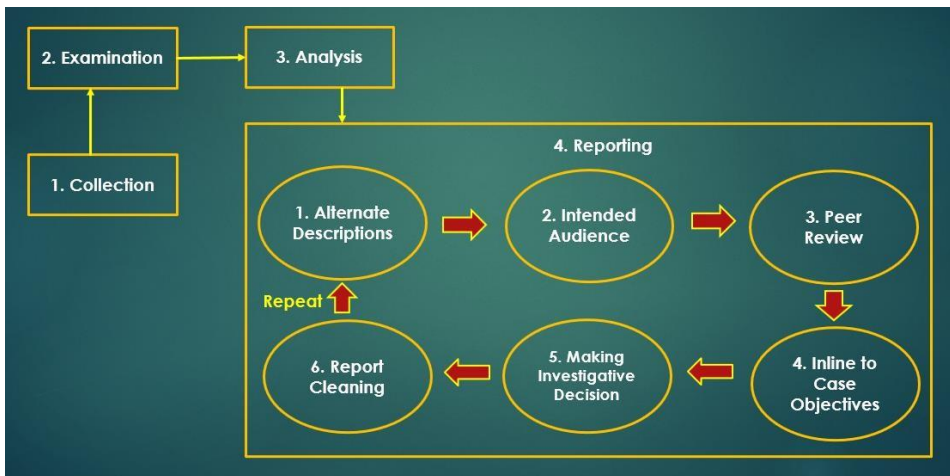 2. Examination
3. Analysis
1. Collection
4. Reporting
1. Alternate
Descriptions
2. Intended
Audience
3. Peer
Review
4. Inline to
Case
Objectives
5. Making
Investigative
Decision
6. Report
Cleaning
Repeat